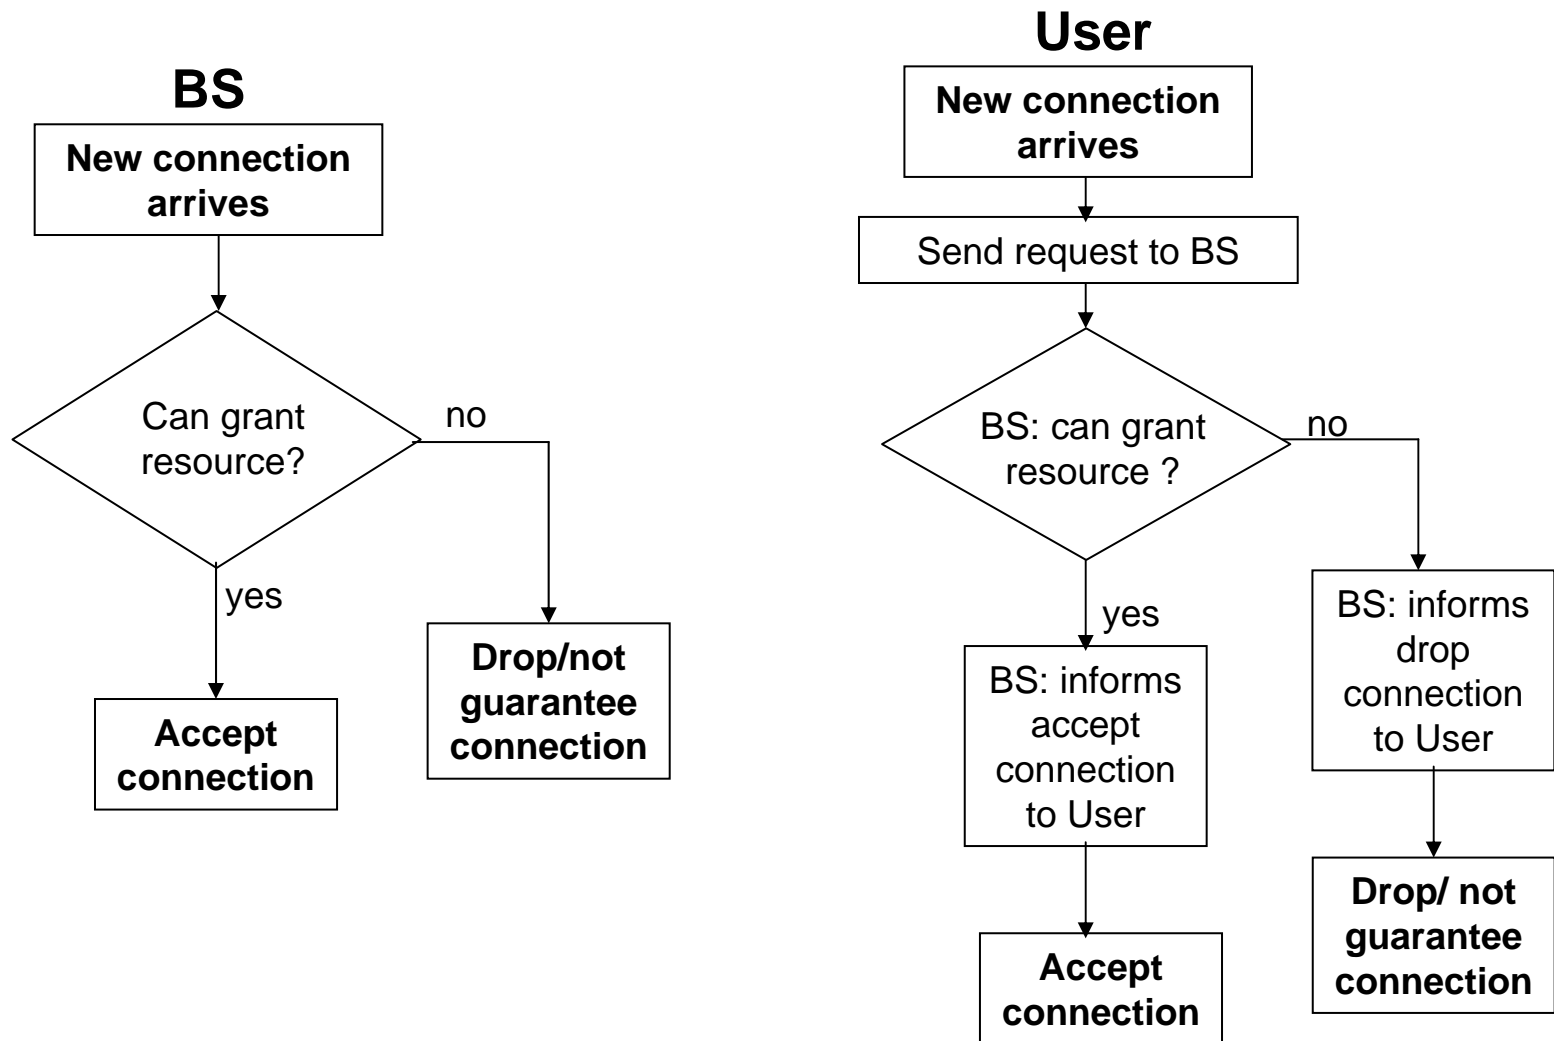 BS
New connection
arrives
Can grant
resource?
no
yes
Drop/not
guarantee
connection
Accept
connection
User
New connection
arrives
Send request to BS
BS: can grant
resource ?
no
yes
BS: informs
accept
connection
to User
BS: informs
drop
connection
to User
Accept
connection
Drop/ not
guarantee
connection